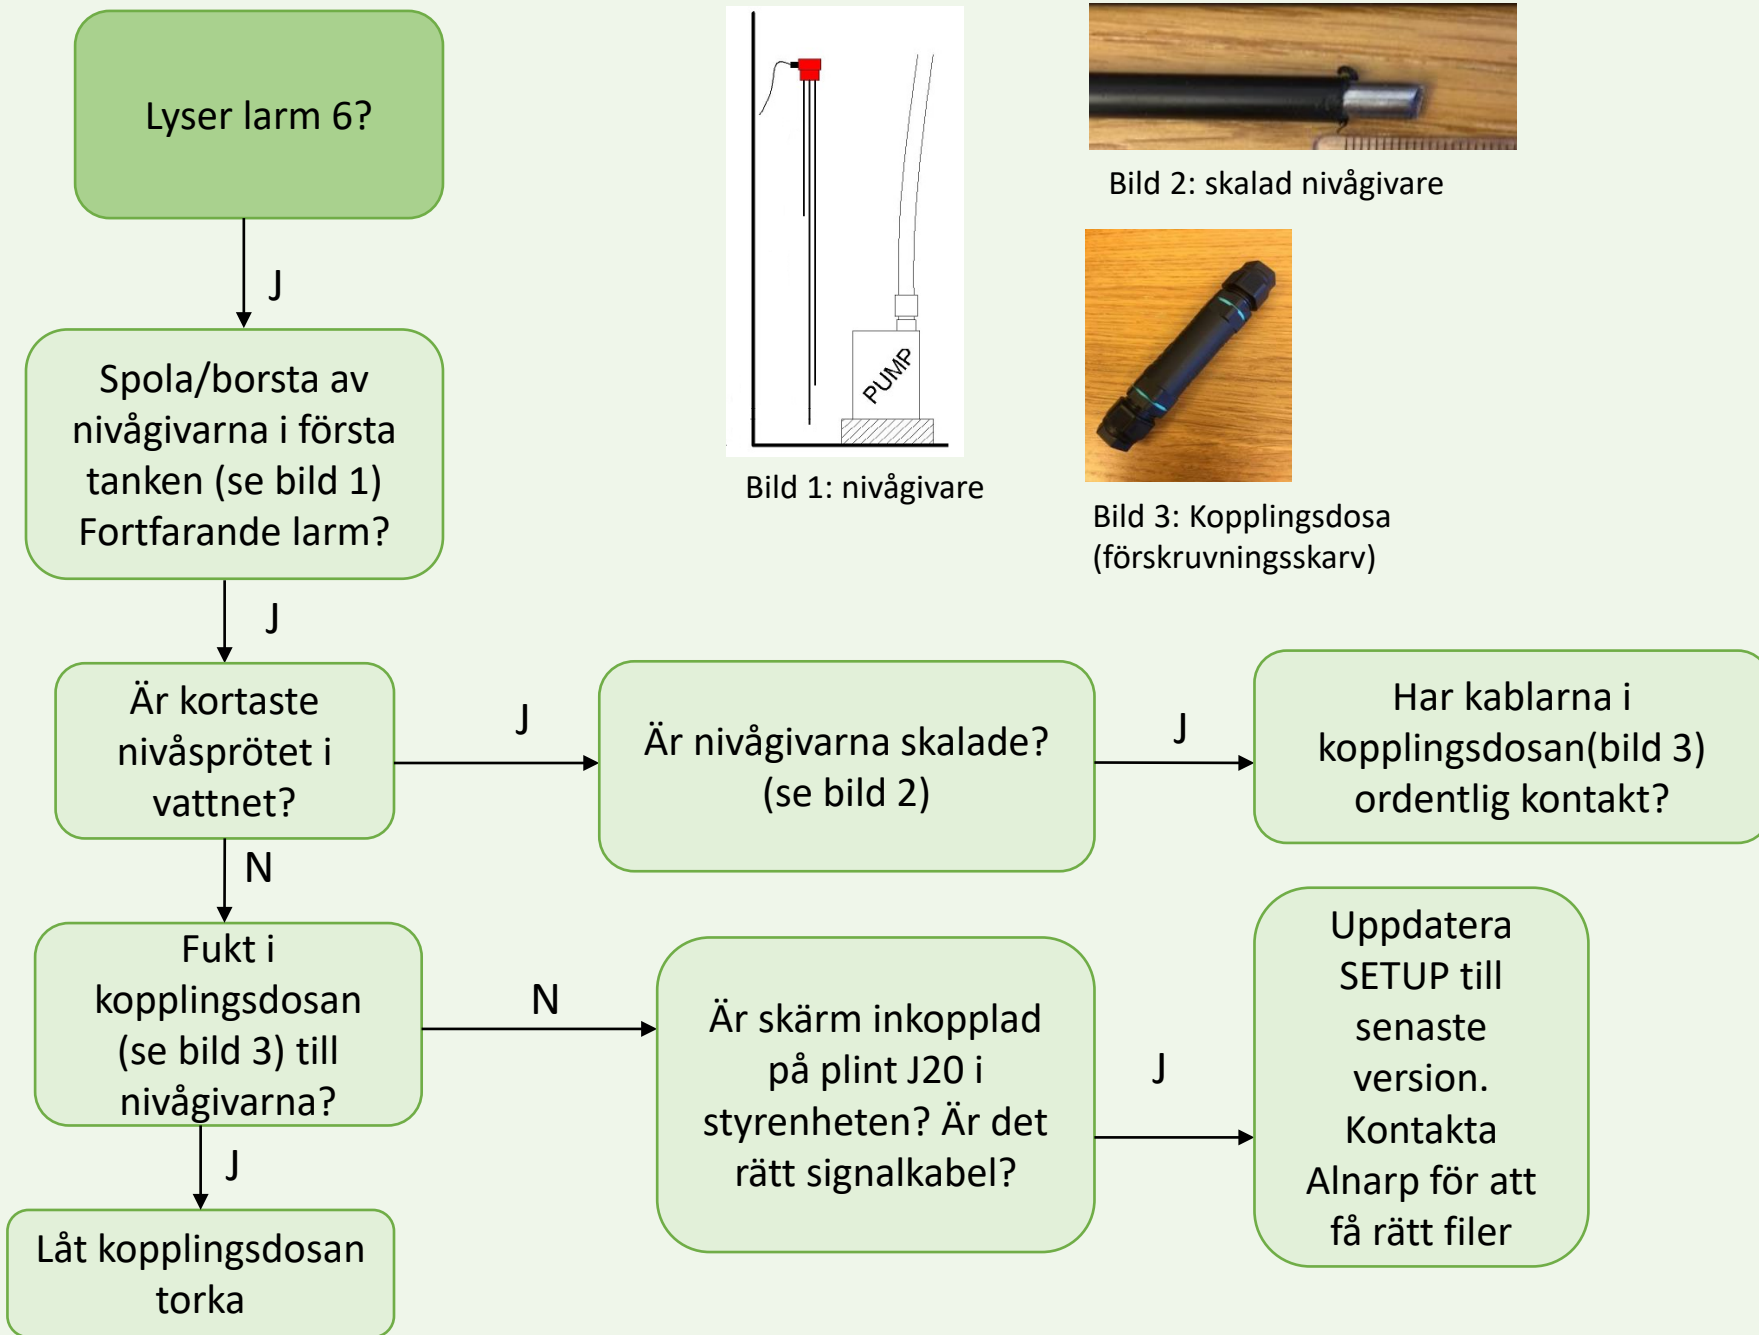 Lyser larm 6?
J
Spola/borsta av
nivågivarna i första
tanken (se bild 1)
Fortfarande larm?
J
Är kortaste
nivåsprötet i
vattnet?
J
Är nivågivarna skalade?
(se bild 2)
J
Har kablarna i
kopplingsdosan(bild 3)
ordentlig kontakt?
N
Fukt i
kopplingsdosan
(se bild 3) till
nivågivarna?
N
Är skärm inkopplad
på plint J20 i
styrenheten? Är det
rätt signalkabel?
J
Uppdatera
SETUP till
senaste
version.
Kontakta
Alnarp för att
få rätt filer
J
Låt kopplingsdosan
torka
PUMP
Bild 1: nivågivare
Bild 2: skalad nivågivare
Bild 3: Kopplingsdosa
(förskruvningsskarv)